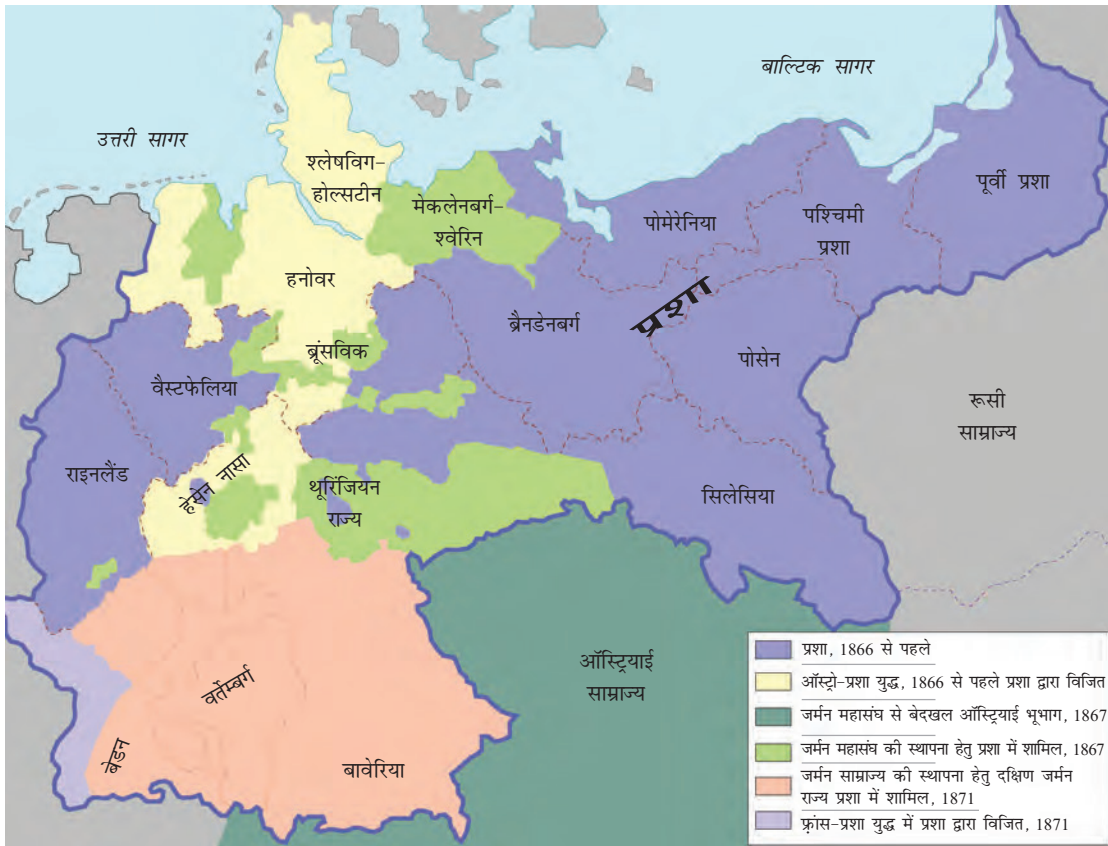 बाल्टिक सागर
उत्तरी सागर
श्लेषविग-
होल्सटीन
मेकलेनबर्ग-
श्वेरिन
पोमेरेनिया
पश्चिमी
प्रशा
पूर्वी प्रशा
हनोवर
प्रशा
ब्रैनडेनबर्ग
ब्रूंसविक
पोसेन
वैस्टफेलिया
रूसी
साम्राज्य
राइनलैंड
हेसेन नासा
थूरिंजियन
राज्य
सिलेसिया
ऑस्ट्रियाई
साम्राज्य
वर्तेम्बर्ग
बेडन
बावेरिया
प्रशा, 1866 से पहले
ऑस्ट्रो-प्रशा युद्ध, 1866 से पहले प्रशा द्वारा विजित
जर्मन महासंघ से बेदखल ऑस्ट्रियाई भूभाग, 1867
जर्मन महासंघ की स्थापना हेतु प्रशा में शामिल, 1867
जर्मन साम्राज्य की स्थापना हेतु दक्षिण जर्मन
राज्य प्रशा में शामिल, 1871
फ़्रांस-प्रशा युद्ध में प्रशा द्वारा विजित, 1871